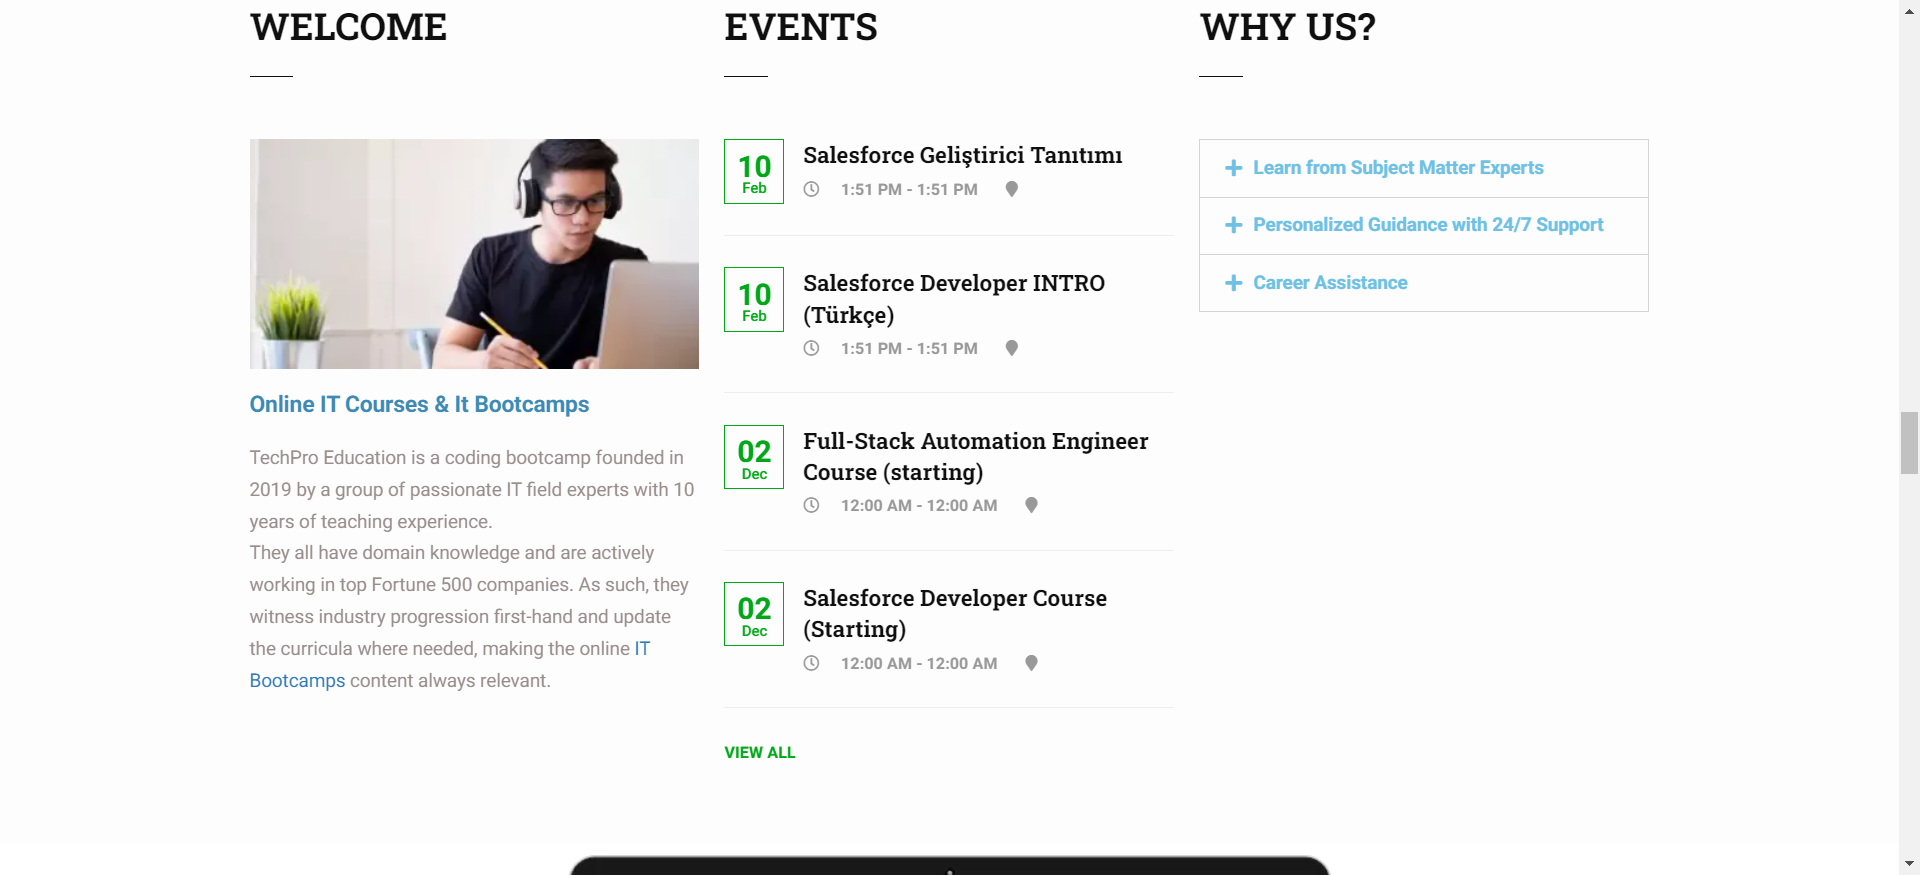 WELCOME
Online IT Courses & It Bootcamps
TechPro Education is a coding bootcamp founded in
2019 by a group of passionate IT field experts with 10
years of teaching experience.
They all have domain knowledge and are actively
working in top Fortune 500 companies. As such, they
witness industry progression first-hand and update
the curricula where needed, making the online IT
Bootcamps content always relevant.
EVENTS
10
Feb
Salesforce Geliştirici Tanıtımı
1:51 PM - 1:51 PM
10
Feb
Salesforce Developer INTRO
(Türkçe)
1:51 PM - 1:51 PM
02
Dec
Full-Stack Automation Engineer
Course (starting)
12:00 AM - 12:00 AM
02
Dec
Salesforce Developer Course
(Starting)
12:00 AM - 12:00 AM
VIEW ALL
WHY US?
Learn from Subject Matter Experts
Personalized Guidance with 24/7 Support
Career Assistance